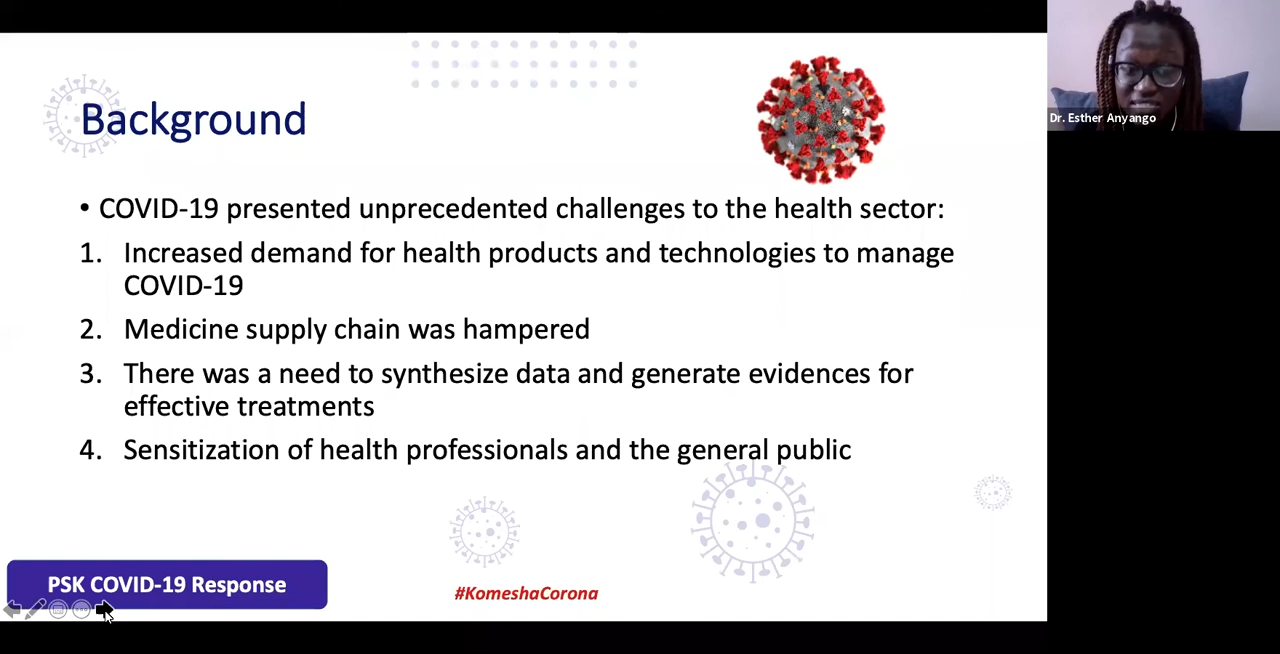 Background
Dr. Esther Anyango
• COVID-19 presented unprecedented challenges to the health sector:
1. Increased demand for health products and technologies to manage
COVID-19
2. Medicine supply chain was hampered
3. There was a need to synthesize data and generate evidences for
effective treatments
4. Sensitization of health professionals and the general public
PSK COVID-19 Response
#KomeshaCorona